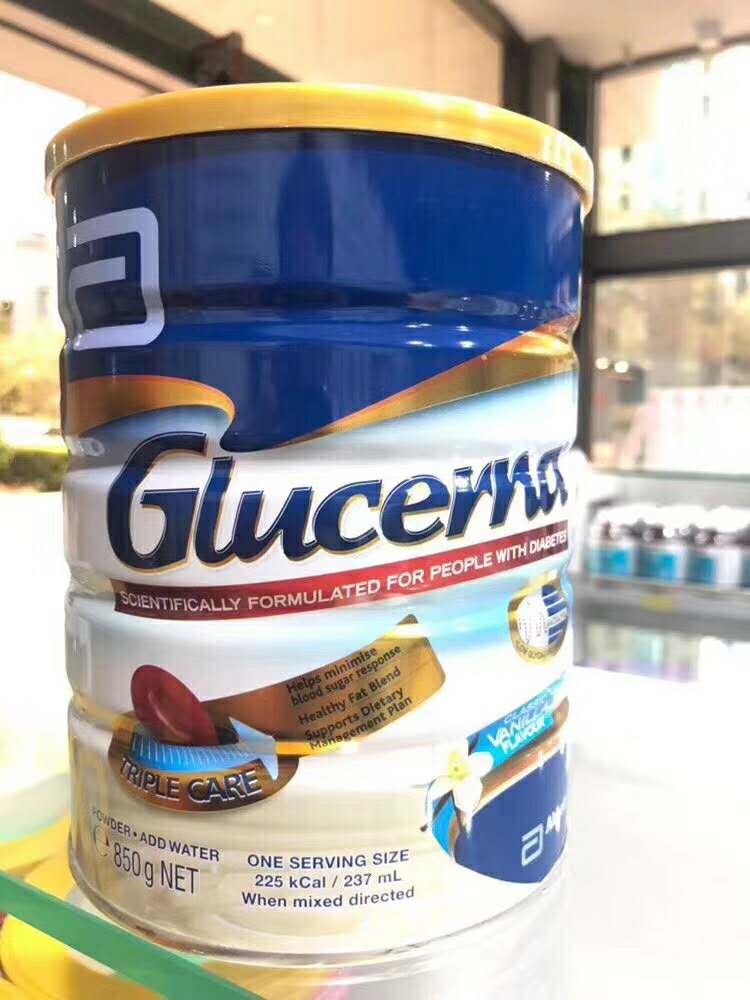 Glucerna
SCIENTIFICALLY FORMULATED FOR PEOPLE WITH DIABETES
Helps minimise
blood sugar response
Healthy Fat Blend
Supports Dietary
Management Plan
TRIPLE CARE
CLASSIC
VANILLA
FLAVOUR
POWDER • ADD WATER
850g NET
ONE SERVING SIZE
225 kCal / 237 mL
When mixed directed